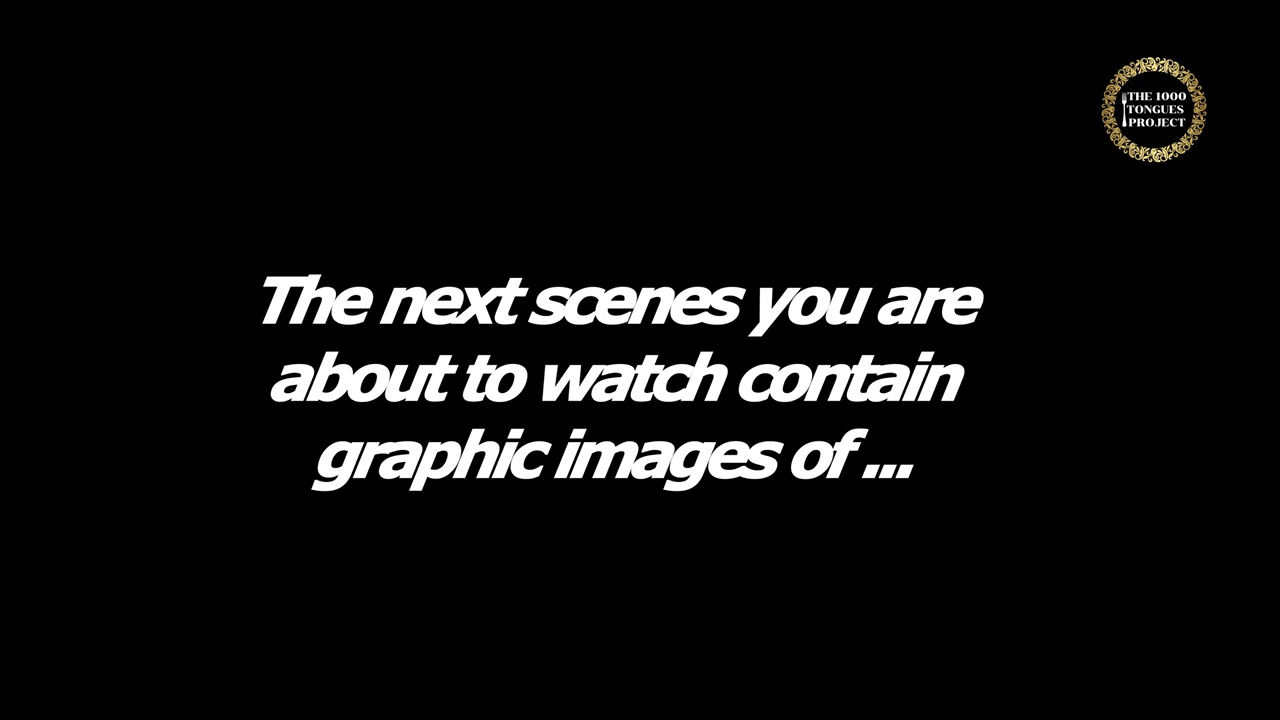 THE 1000
TONGUES
PROJECT
The next scenes you are
about to watch contain
graphic images of ...